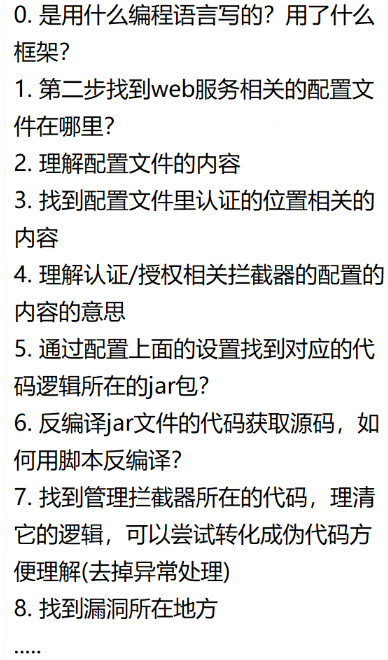 0. 是用什么编程语言写的？用了什么
框架？
1. 第二步找到web服务相关的配置文
件在哪里？
2. 理解配置文件的内容
3. 找到配置文件里认证的位置相关的
内容
4. 理解认证/授权相关拦截器的配置的
内容的意思
5. 通过配置上面的设置找到对应的代
码逻辑所在的jar包？
6. 反编译jar文件的代码获取源码，如
何用脚本反编译？
7. 找到管理拦截器所在的代码，理清
它的逻辑，可以尝试转化成伪代码方
便理解(去掉异常处理)
8. 找到漏洞所在地方
.....